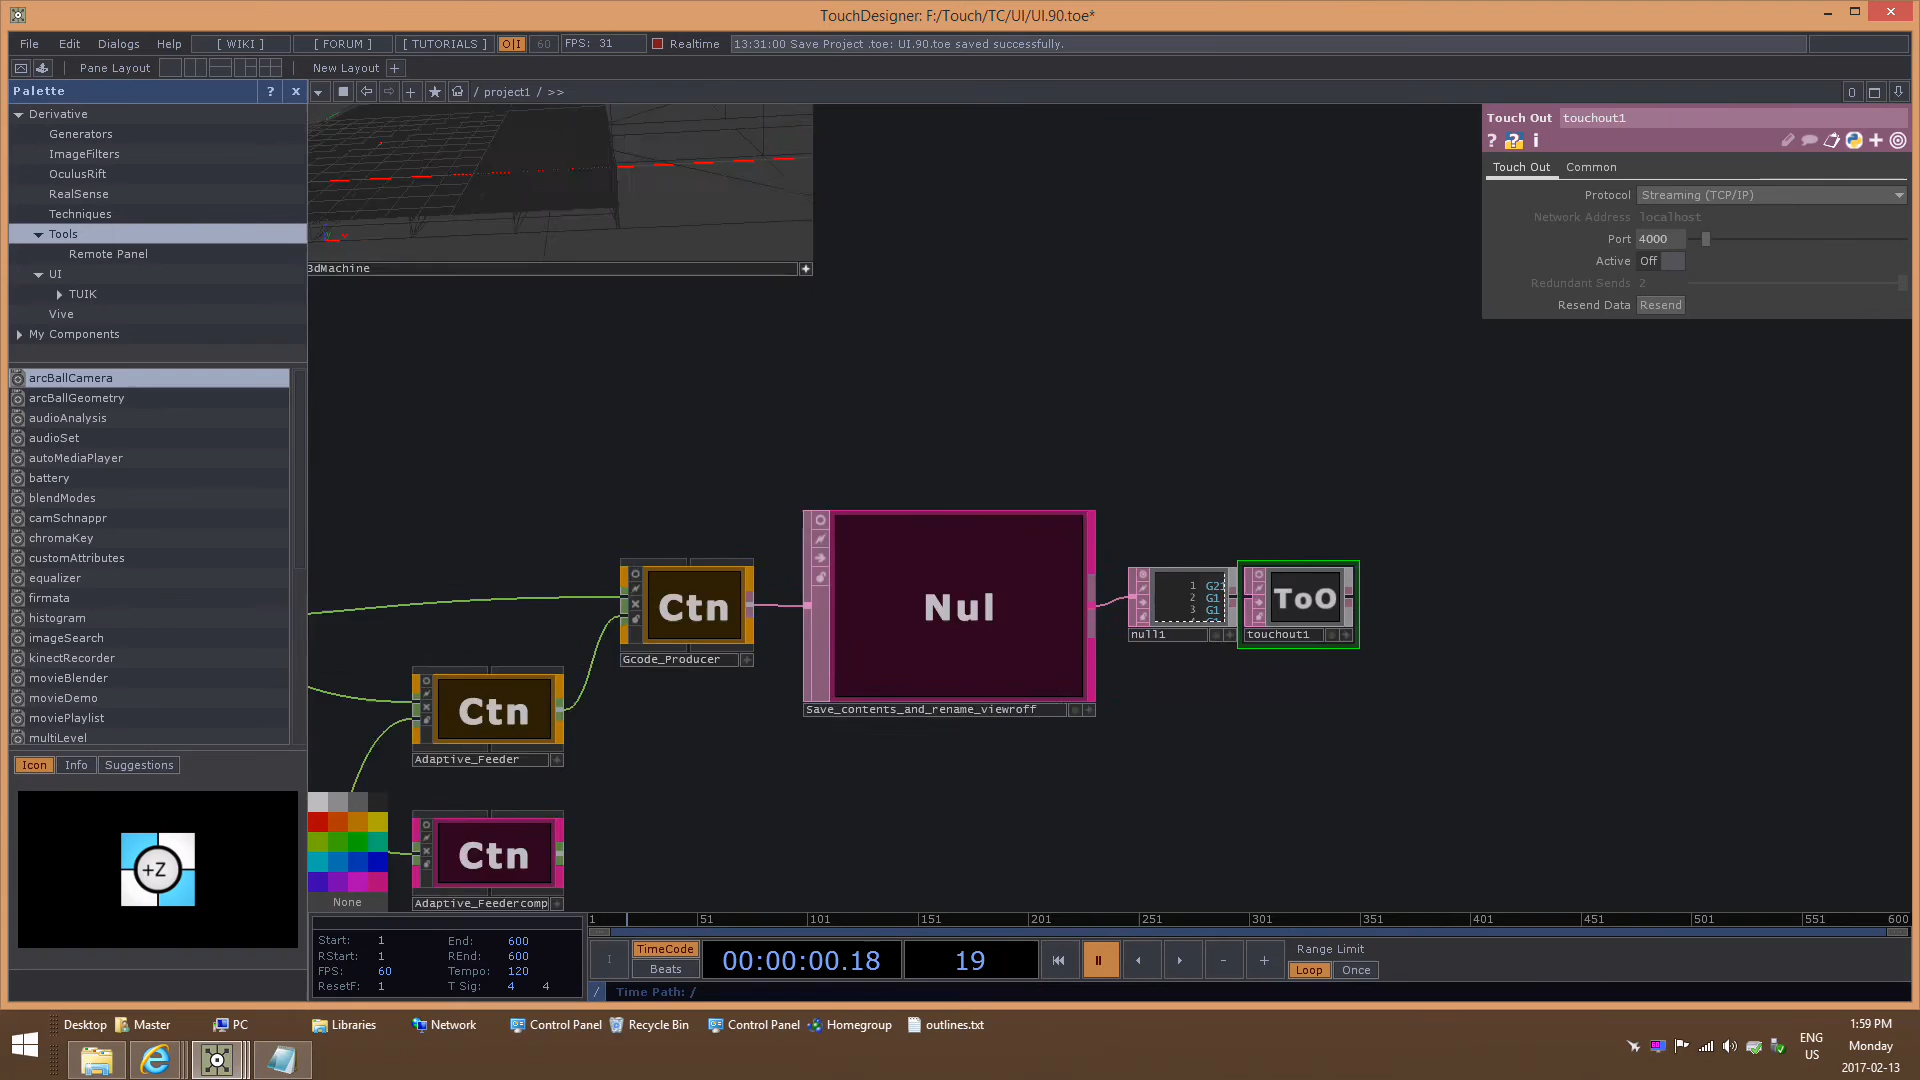 TouchDesigner: F:/Touch/TC/UI/UI.90.toe*
File Edit Dialogs Help [ WIKI ] [ FORUM ] [ TUTORIALS ] O|I 60 FPS: 31 Realtime 13:31:00 Save Project .toe: UI.90.toe saved successfully.
Pane Layout New Layout +
Palette ? x
/ project1 / >>
Derivative
Generators
ImageFilters
OculusRift
RealSense
Techniques
Tools
Remote Panel
UI
TUIK
Vive
My Components
arcBallCamera
arcBallGeometry
audioAnalysis
audioSet
autoMediaPlayer
battery
blendModes
camSchnappr
chromaKey
customAttributes
equalizer
firmata
histogram
imageSearch
kinectRecorder
movieBlender
movieDemo
moviePlaylist
multiLevel
Icon Info Suggestions
+Z
3dMachine
Touch Out touchout1
Touch Out Common
Protocol Streaming (TCP/IP)
Network Address localhost
Port 4000
Active Off
Redundant Sends 2
Resend Data Resend
Ctn
Gcode_Producer
Nul
Save_contents_and_rename_viewroff
1 G21
2 G1
3 G1
null1
ToO
touchout1
Ctn
Adaptive_Feeder
Ctn
Adaptive_Feedercomp
None
1 51 101 151 201 251 301 351 401 451 501 551 600
Start: 1 End: 600
RStart: 1 REnd: 600
FPS: 60 Tempo: 120
ResetF: 1 T Sig: 4 4
TimeCode
Beats
00:00:00.18
19
Range Limit
Loop Once
/ Time Path: /
Desktop Master PC Libraries Network Control Panel Recycle Bin Control Panel Homegroup outlines.txt
ENG
US
1:59 PM
Monday
2017-02-13